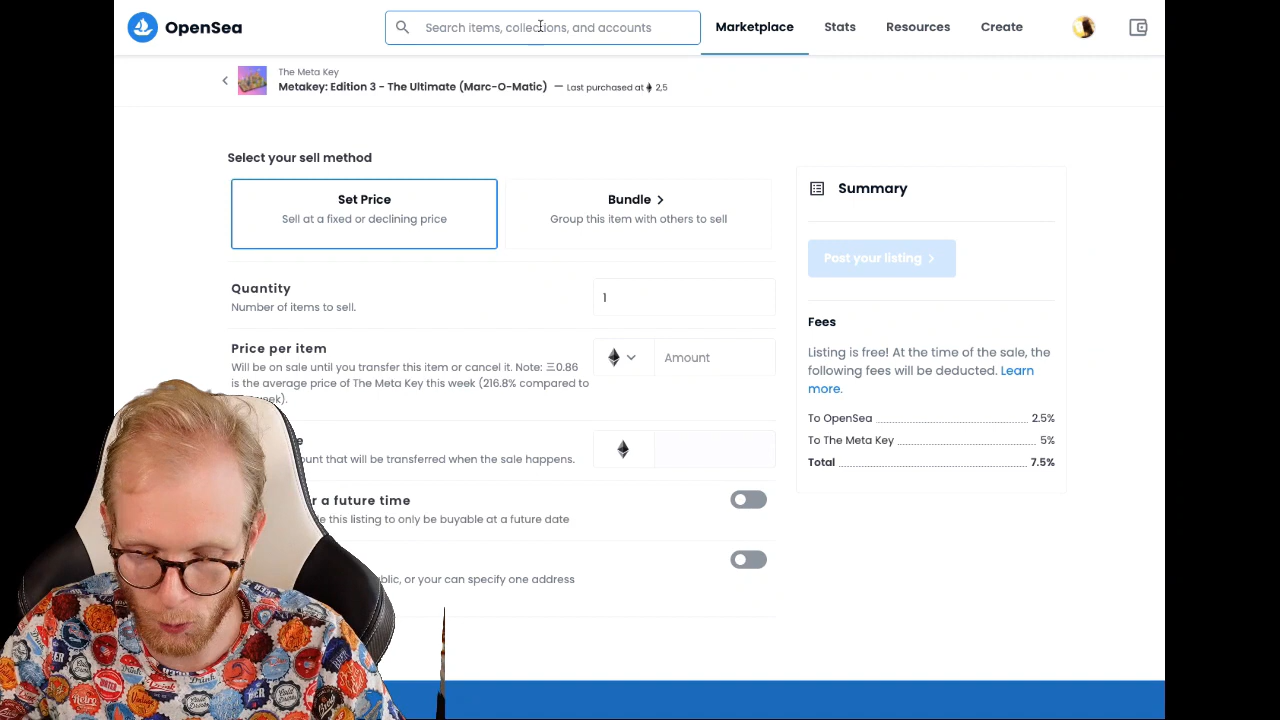 OpenSea
Search items, collections, and accounts
Marketplace
Stats
Resources
Create
The Meta Key
Metakey: Edition 3 - The Ultimate (Marc-O-Matic) — Last purchased at 2,5
Select your sell method
Set Price
Sell at a fixed or declining price
Bundle
Group this item with others to sell
Quantity
Number of items to sell.
1
Price per item
Will be on sale until you transfer this item or cancel it. Note: Ξ0.86
is the average price of The Meta Key this week (216.8% compared to
Amount
that will be transferred when the sale happens.
a future time
this listing to only be buyable at a future date
or your can specify one address
Summary
Post your listing
Fees
Listing is free! At the time of the sale, the
following fees will be deducted. Learn
more.
To OpenSea 2.5%
To The Meta Key 5%
Total 7.5%